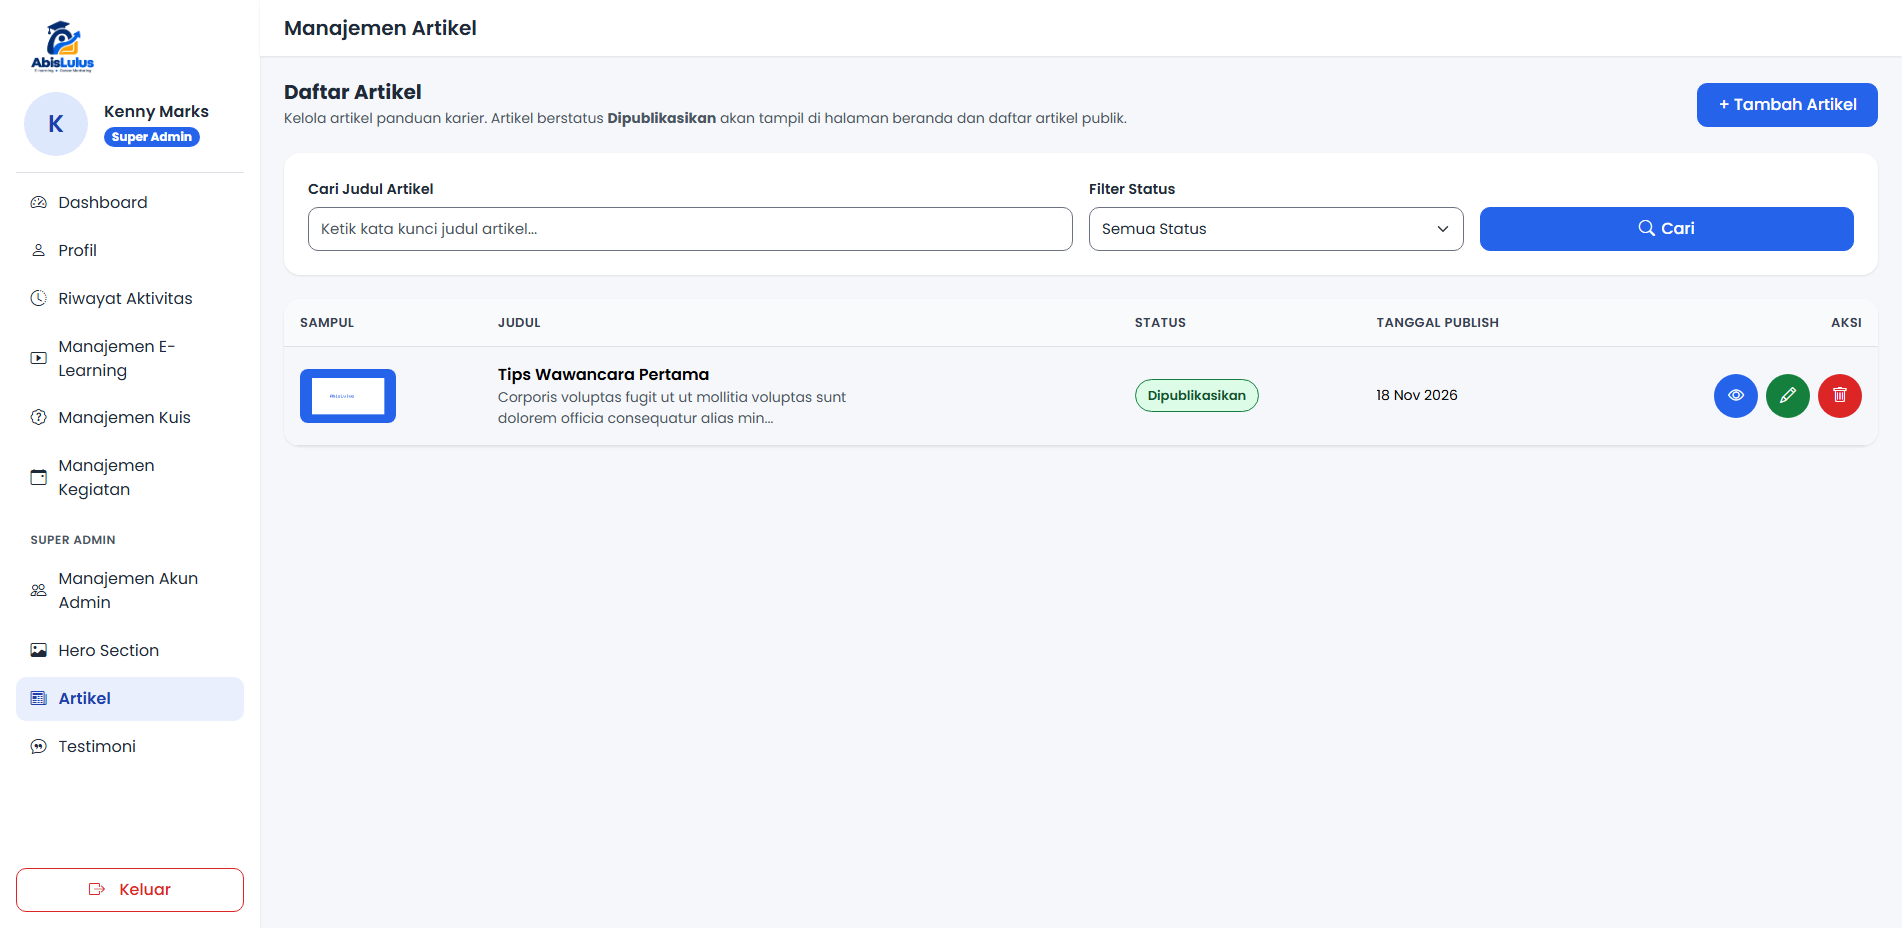 AbisLulus
K
Kenny Marks
Super Admin
Dashboard
Profil
Riwayat Aktivitas
Manajemen E-
Learning
Manajemen Kuis
Manajemen
Kegiatan
SUPER ADMIN
Manajemen Akun
Admin
Hero Section
Artikel
Testimoni
Keluar
Manajemen Artikel
Daftar Artikel
Kelola artikel panduan karier. Artikel berstatus Dipublikasikan akan tampil di halaman beranda dan daftar artikel publik.
+ Tambah Artikel
Cari Judul Artikel
Filter Status
Ketik kata kunci judul artikel...
Semua Status
Cari
SAMPUL JUDUL STATUS TANGGAL PUBLISH AKSI
Tips Wawancara Pertama
Corporis voluptas fugit ut ut mollitia voluptas sunt
dolorem officia consequatur alias min...
Dipublikasikan
18 Nov 2026